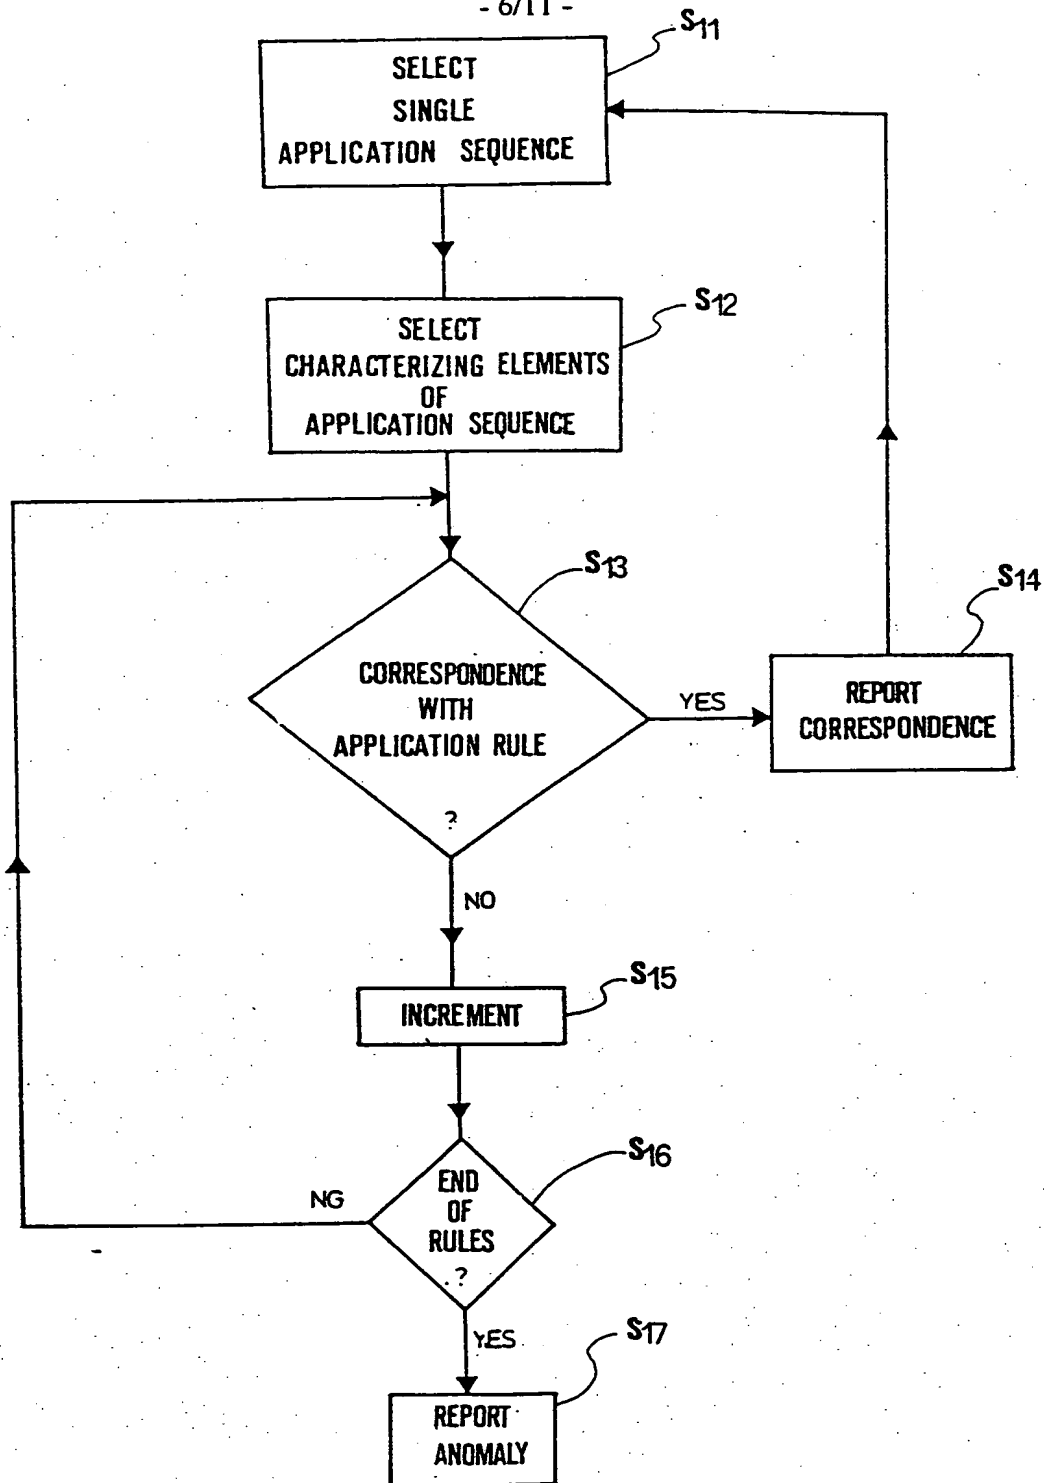 - 6/11 -
S11
SELECT
SINGLE
APPLICATION SEQUENCE
S12
SELECT
CHARACTERIZING ELEMENTS
OF
APPLICATION SEQUENCE
S13
CORRESPONDENCE
WITH
APPLICATION RULE
?
YES
S14
REPORT
CORRESPONDENCE
NO
S15
INCREMENT
S16
END
OF
RULES
?
NG
YES
S17
REPORT
ANOMALY